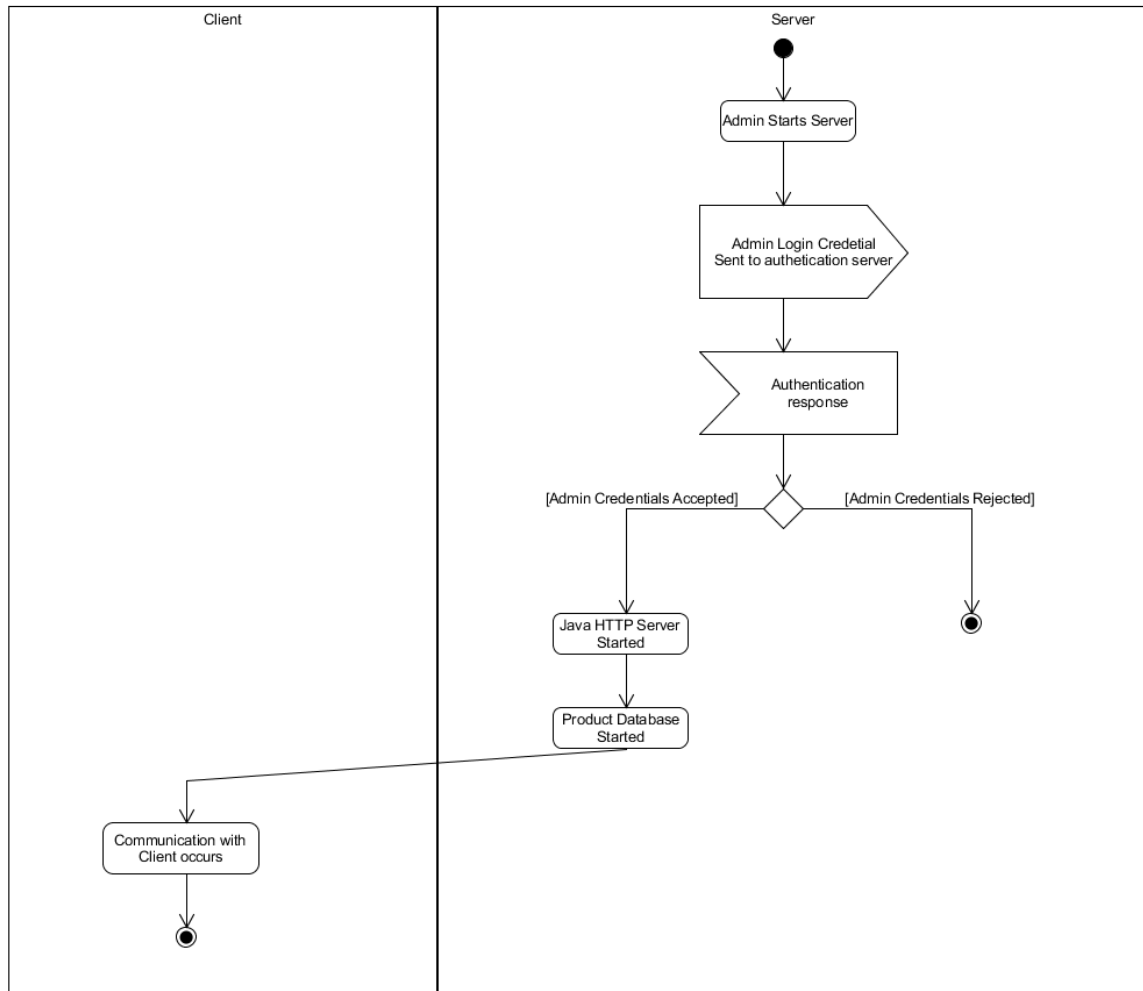 Client
Server
Admin Starts Server
Admin Login Credetial
Sent to authetication server
Authentication
response
[Admin Credentials Accepted]
[Admin Credentials Rejected]
Java HTTP Server
Started
Product Database
Started
Communication with
Client occurs